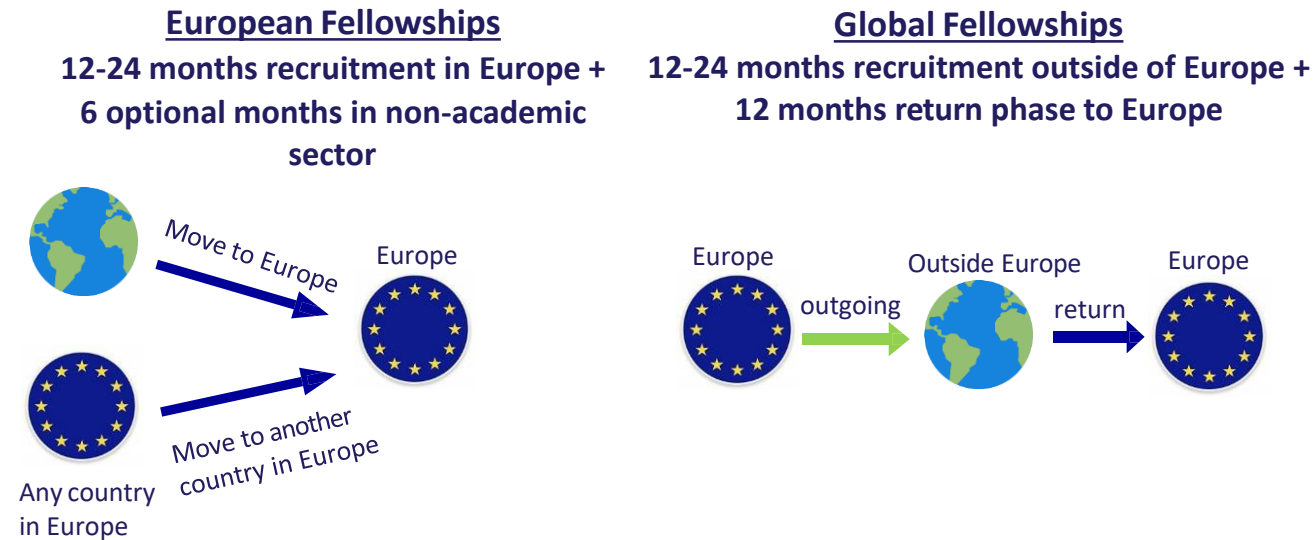 European Fellowships
12-24 months recruitment in Europe +
6 optional months in non-academic
sector
Move to Europe
Europe
Move to another
country in Europe
Any country
in Europe
Global Fellowships
12-24 months recruitment outside of Europe +
12 months return phase to Europe
Europe
outgoing
Outside Europe
return
Europe